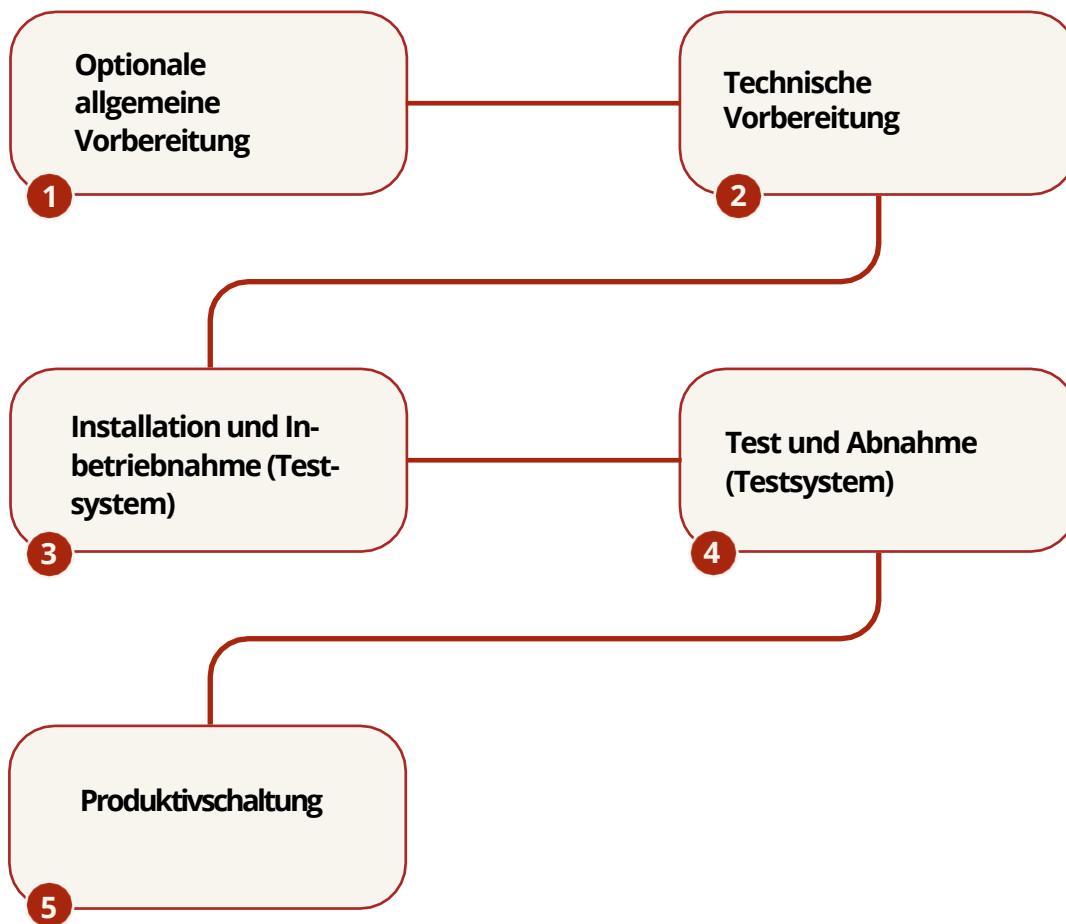 Optionale
allgemeine
Vorbereitung
1
Technische
Vorbereitung
2
Installation und In-
betriebnahme (Test-
system)
3
Test und Abnahme
(Testsystem)
4
Produktivschaltung
5